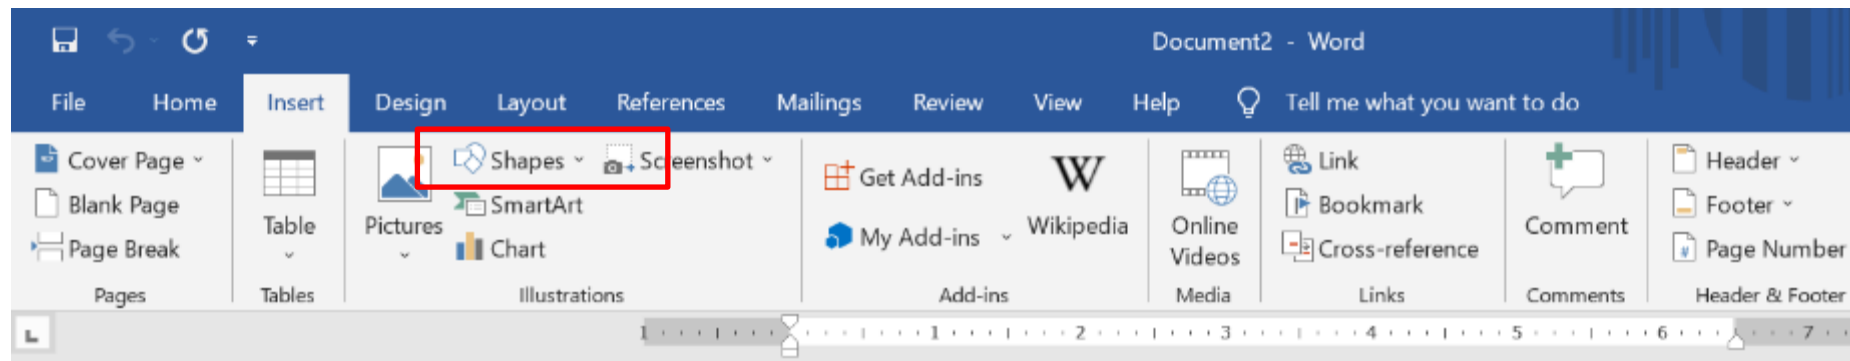 Document2 - Word
File Home Insert Design Layout References Mailings Review View Help Tell me what you want to do
Cover Page
Blank Page
Page Break
Pages
Table
Tables
Pictures
Shapes
SmartArt
Chart
Screenshot
Illustrations
Get Add-ins
My Add-ins
W
Wikipedia
Add-ins
Online
Videos
Media
Link
Bookmark
Cross-reference
Links
Comment
Comments
Header
Footer
# Page Number
Header & Footer
L
1 1 2 3 4 5 6 7